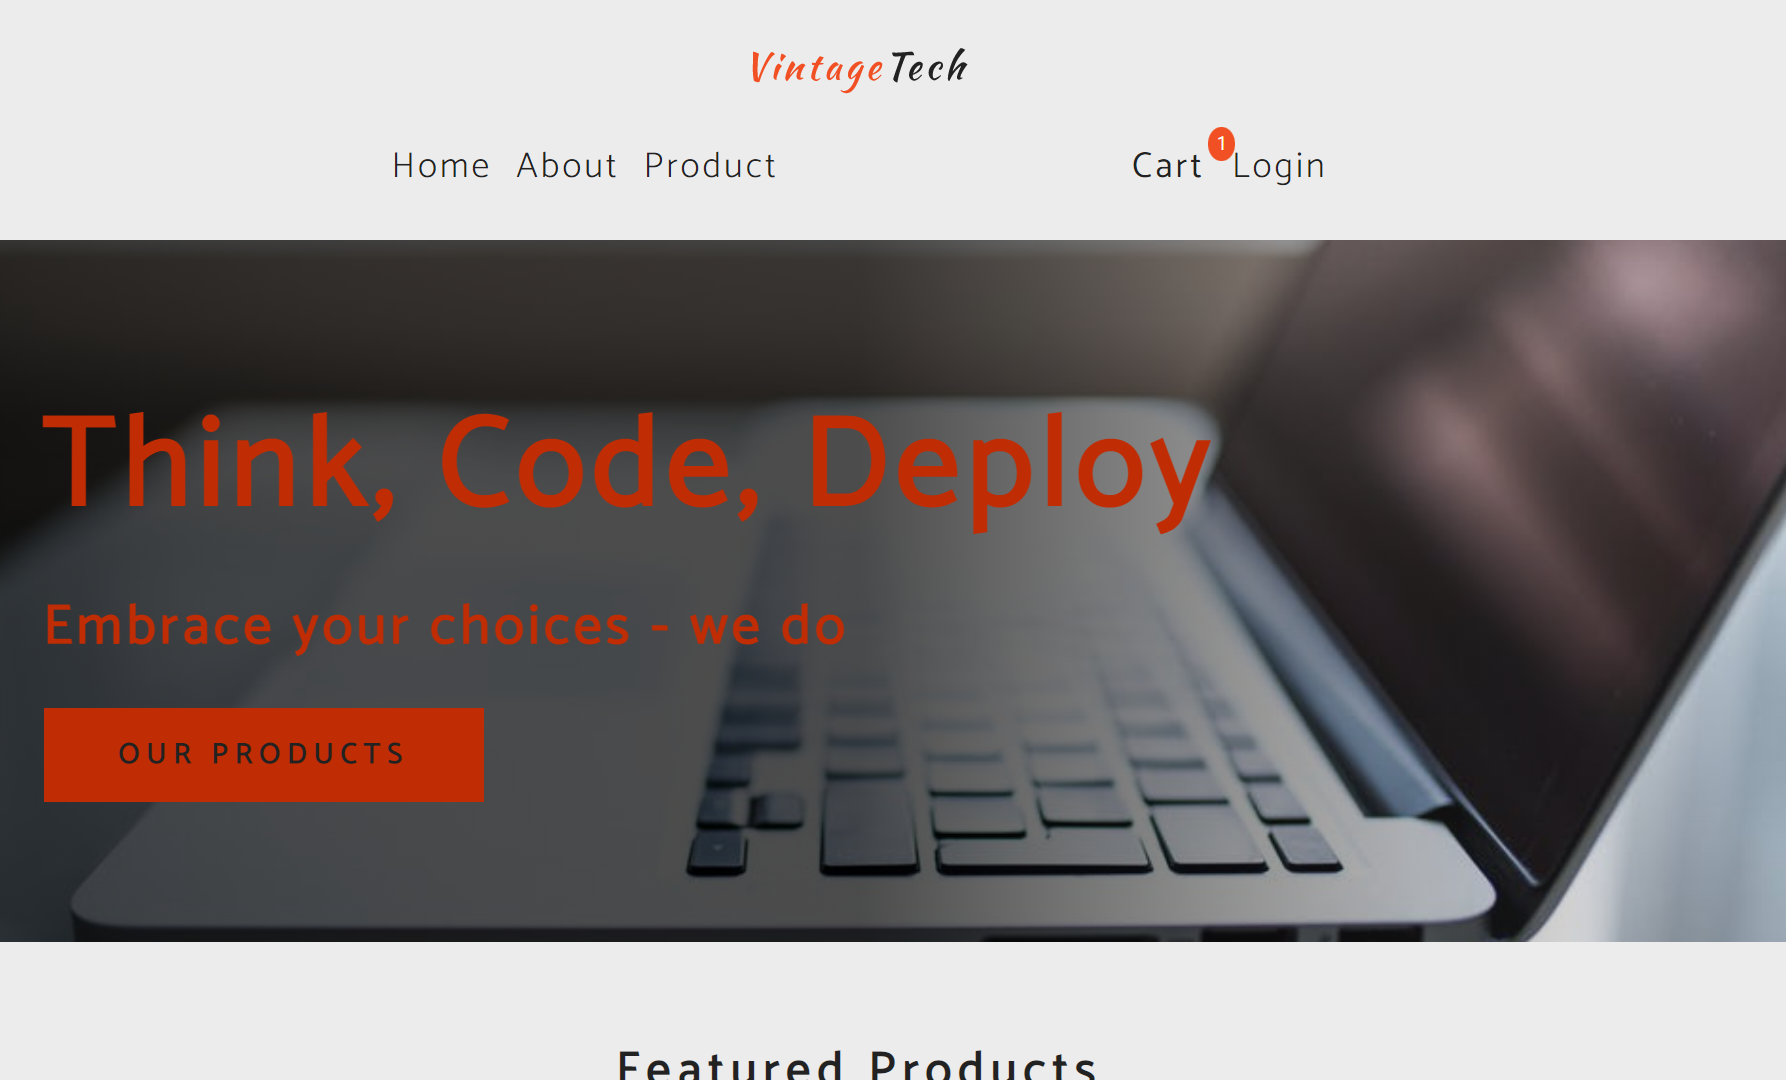 VintageTech
Home About Product Cart 1 Login
Think, Code, Deploy
Embrace your choices - we do
OUR PRODUCTS
Featured Products